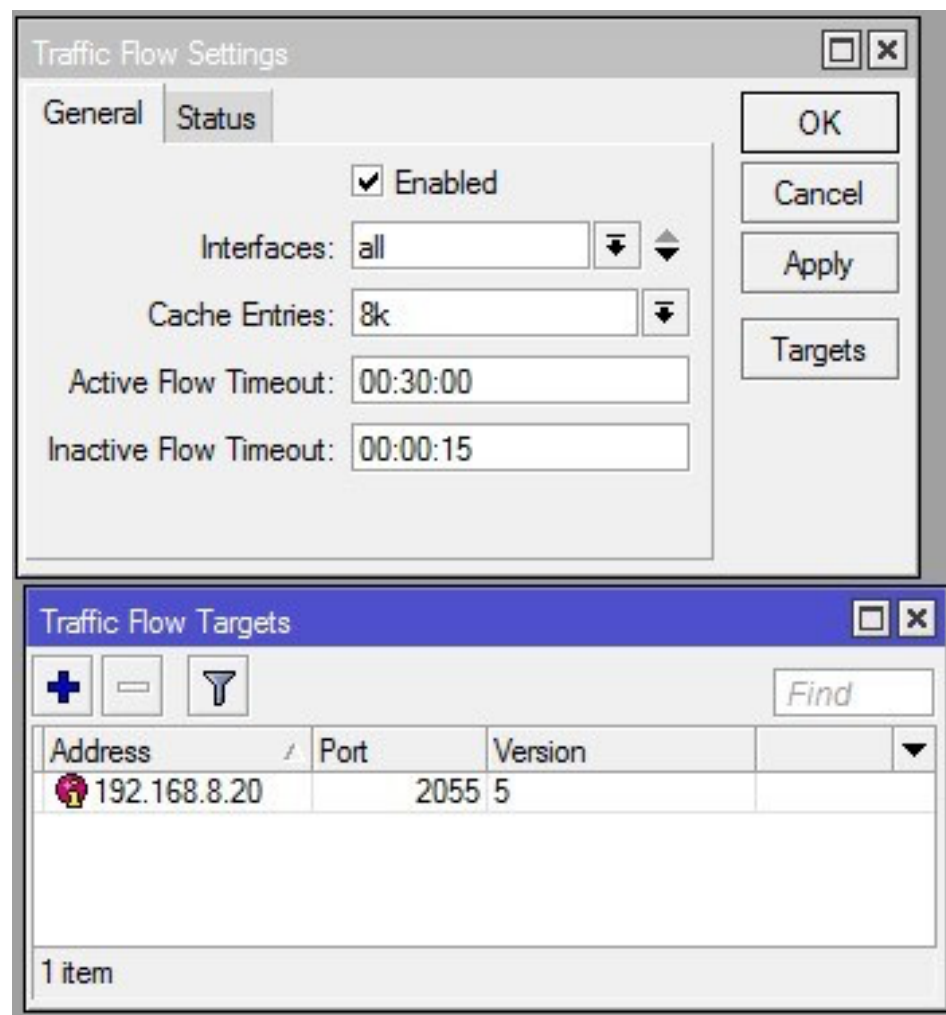 Traffic Flow Settings
General Status
OK
Enabled
Cancel
Interfaces: all
Apply
Cache Entries: 8k
Targets
Active Flow Timeout: 00:30:00
Inactive Flow Timeout: 00:00:15
Traffic Flow Targets
Find
Address Port Version
192.168.8.20 2055 5
1 item